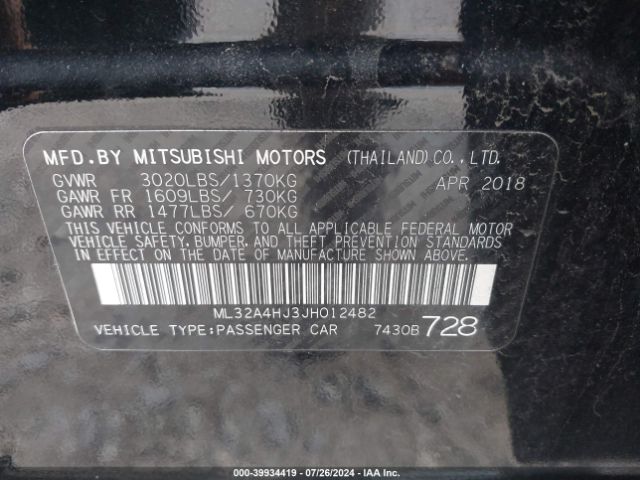 MFD.BY MITSUBISHI MOTORS (THAILAND)CO.,LTD.
GVWR 3020LBS/1370KG APR 2018
GAWR FR 1609LBS/ 730KG
GAWR RR 1477LBS/ 670KG
THIS VEHICLE CONFORMS TO ALL APPLICABLE FEDERAL MOTOR
VEHICLE SAFETY, BUMPER, AND THEFT PREVENTION STANDARDS
IN EFFECT ON THE DATE OF MANUFACTURE SHOWN ABOVE.
ML32A4HJ3JH012482
VEHICLE TYPE:PASSENGER CAR 7430B 728
000-39934419 - 07/26/2024 - IAA Inc.